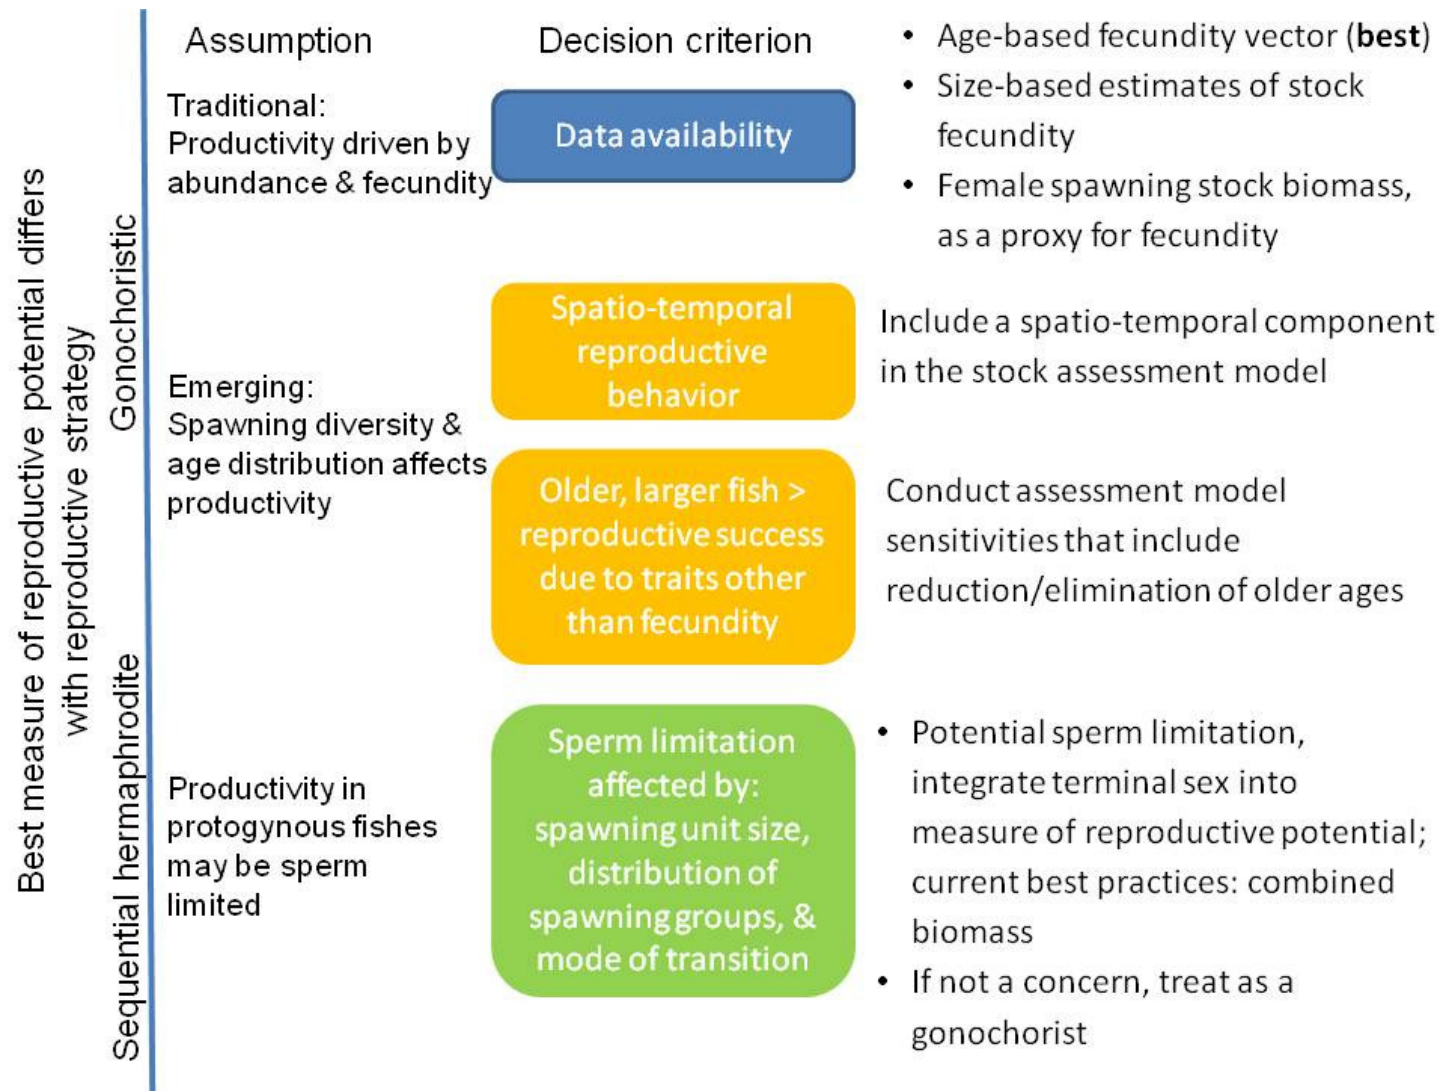 Best measure of reproductive potential differs
with reproductive strategy
Gonochoristic
Sequential hermaphrodite
Assumption
Decision criterion
Traditional:
Productivity driven by
abundance & fecundity
Data availability
• Age-based fecundity vector (best)
• Size-based estimates of stock
fecundity
• Female spawning stock biomass,
as a proxy for fecundity
Emerging:
Spawning diversity &
age distribution affects
productivity
Spatio-temporal
reproductive
behavior
Include a spatio-temporal component
in the stock assessment model
Older, larger fish >
reproductive success
due to traits other
than fecundity
Conduct assessment model
sensitivities that include
reduction/elimination of older ages
Productivity in
protogynous fishes
may be sperm
limited
Sperm limitation
affected by:
spawning unit size,
distribution of
spawning groups, &
mode of transition
• Potential sperm limitation,
integrate terminal sex into
measure of reproductive potential;
current best practices: combined
biomass
• If not a concern, treat as a
gonochorist